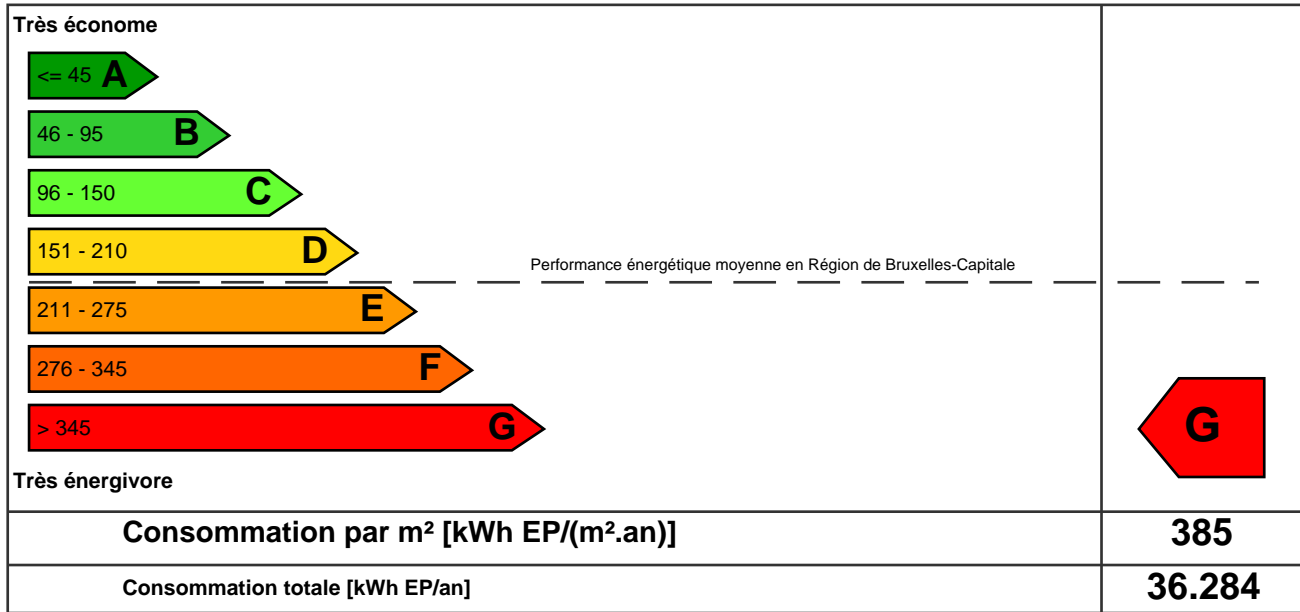 Très économe
<= 45 A
46 - 95 B
96 - 150 C
151 - 210 D
Performance énergétique moyenne en Région de Bruxelles-Capitale
211 - 275 E
276 - 345 F
> 345 G
G
Très énergivore
Consommation par m² [kWh EP/(m².an)] 385
Consommation totale [kWh EP/an] 36.284